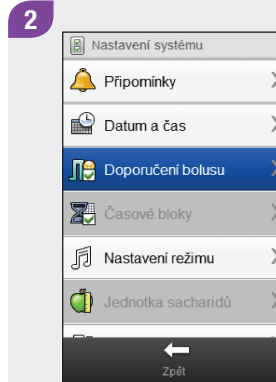 2
Nastavení systému
Připomínky
Datum a čas
Doporučení bolusu
Časové bloky
Nastavení režimu
Jednotka sacharidů
Zpět